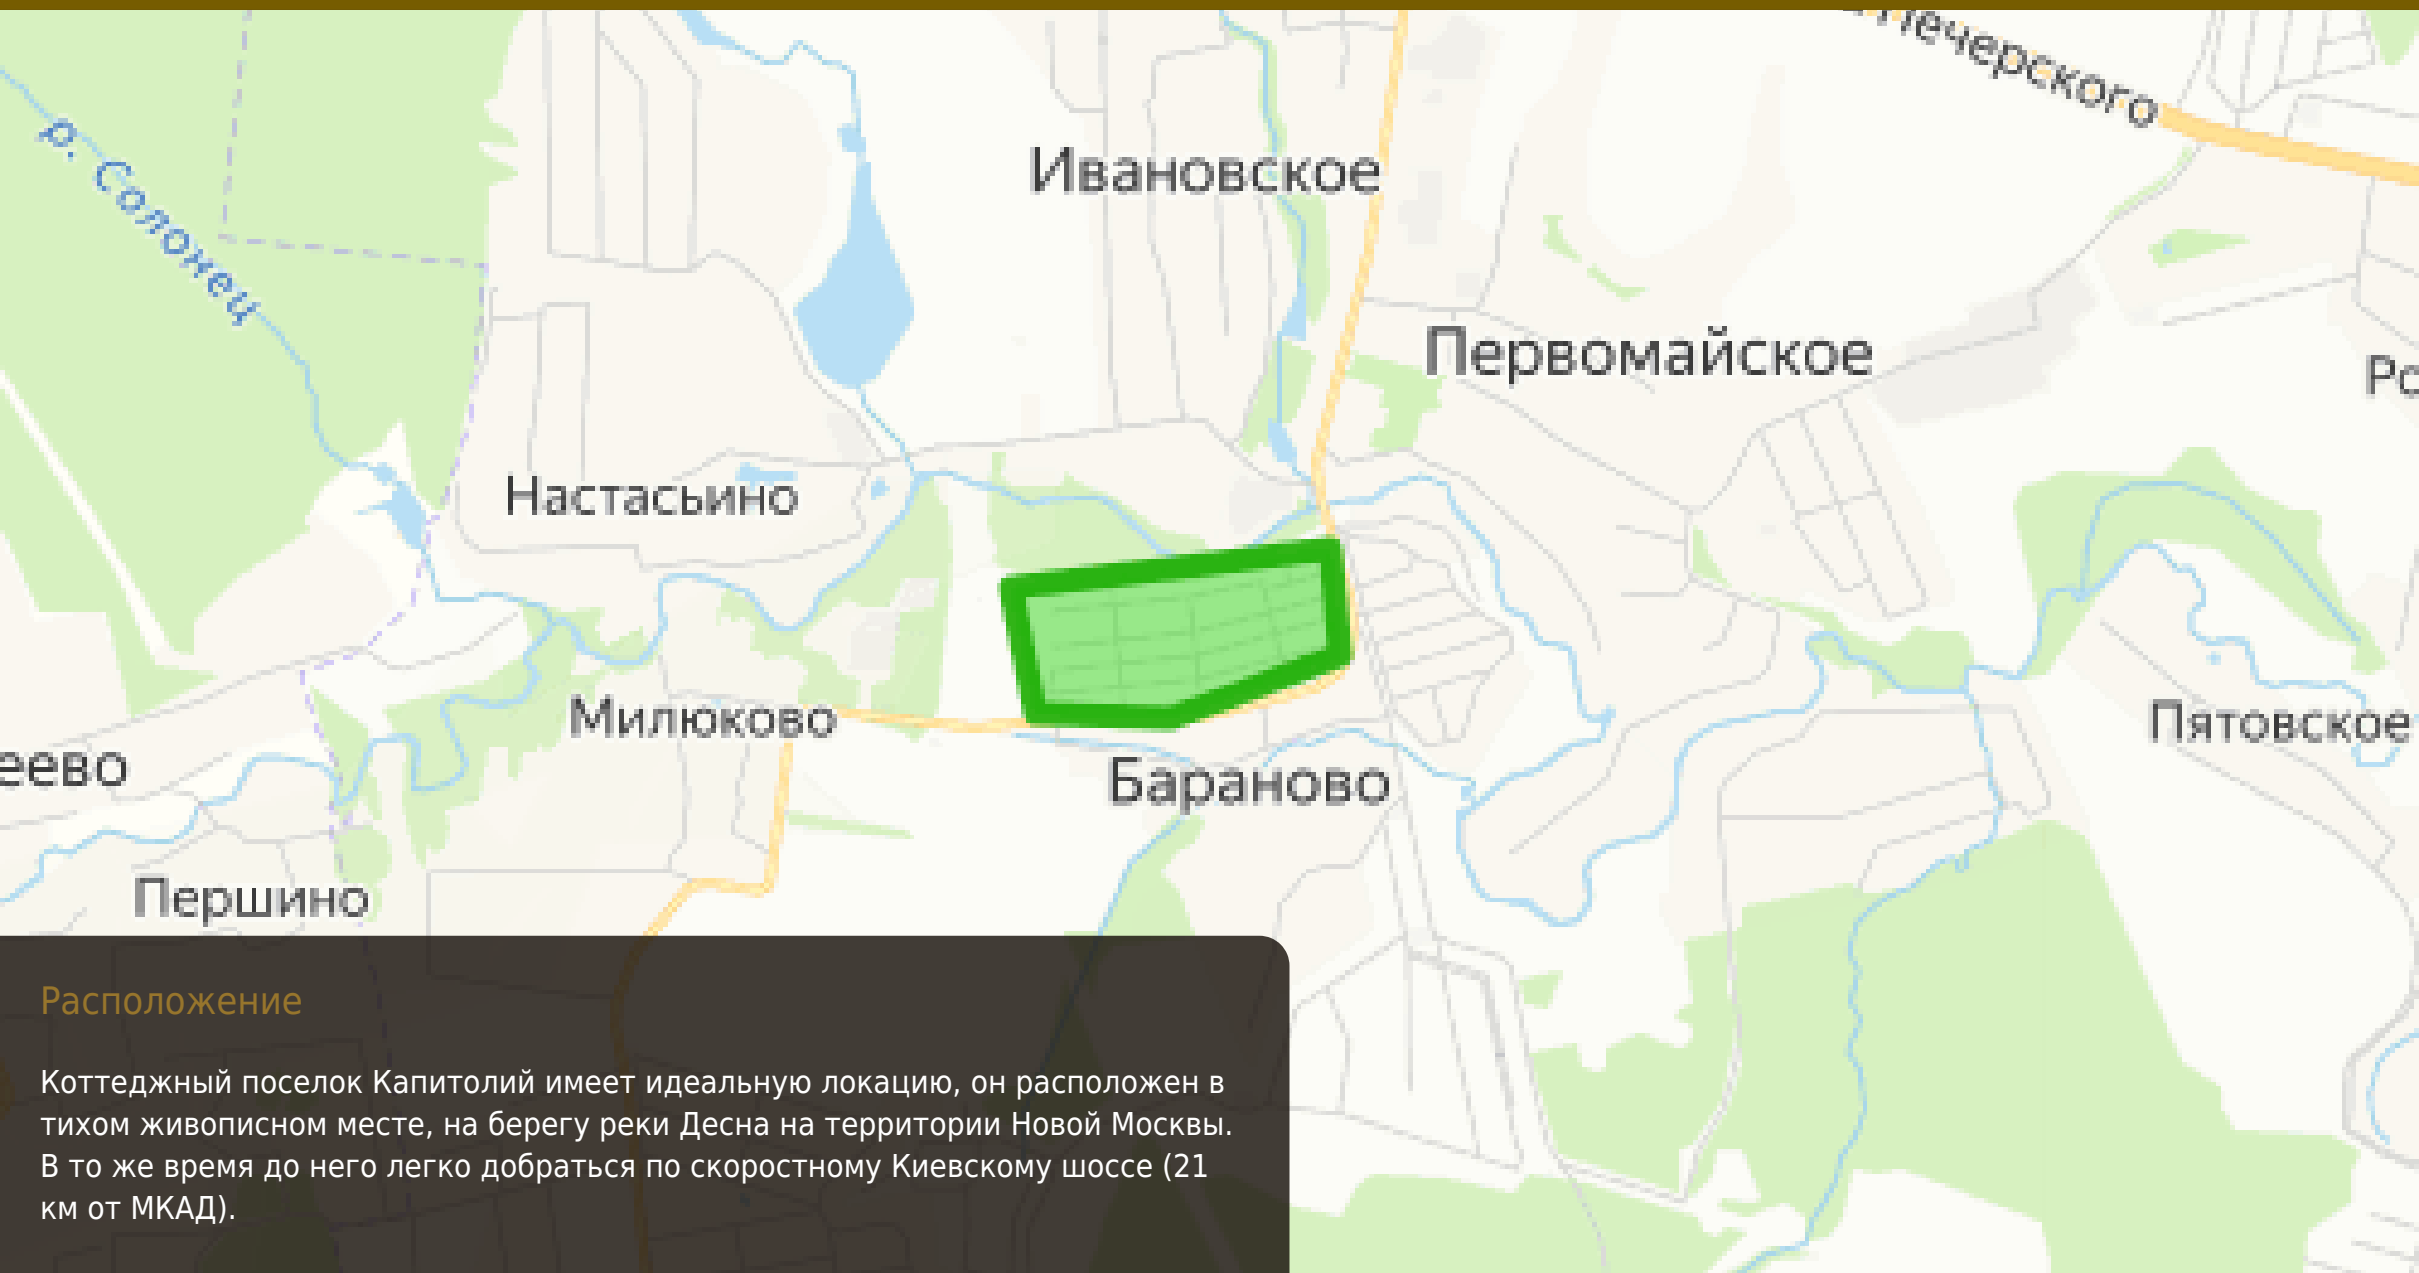 Печерского
р. Соложец
Ивановское
Первомайское
Настасьино
Милюково
Пятовское
Бараново
Першино
Расположение
Коттеджный поселок Капитолий имеет идеальную локацию, он расположен в
тихом живописном месте, на берегу реки Десна на территории Новой Москвы.
В то же время до него легко добраться по скоростному Киевскому шоссе (21
км от МКАД).